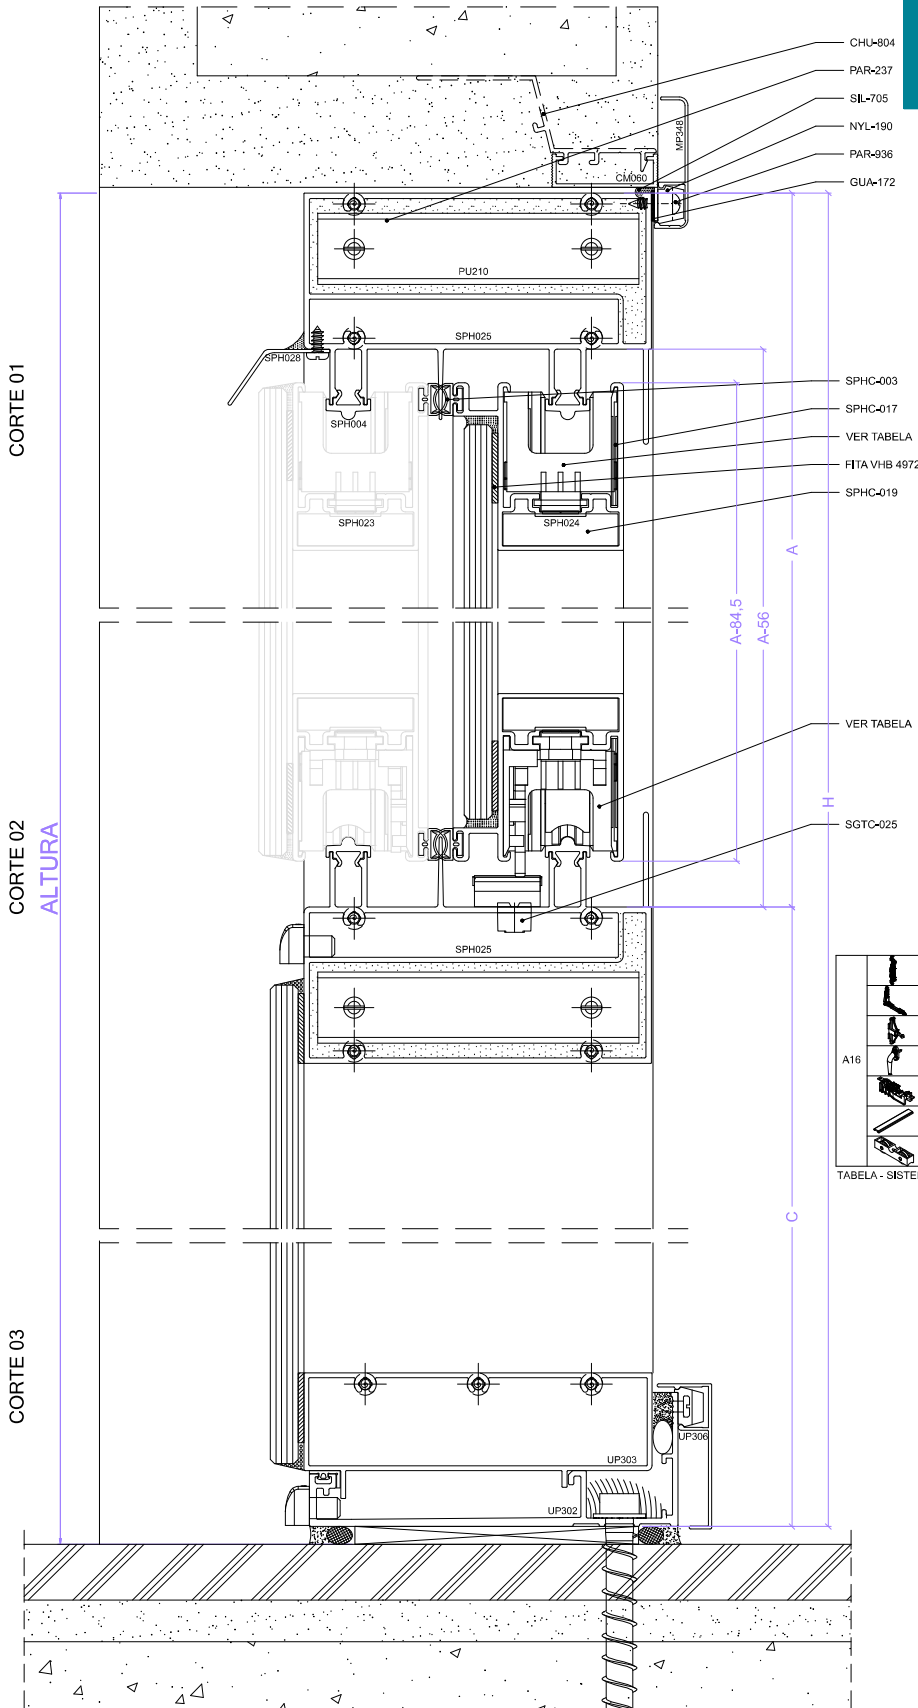 CHU-804
PAR-237
SIL-705
NYL-190
PAR-936
GUA-172
MP348
CM060
PU210
SPH025
SPH028
CORTE 01
SPH004
SPHC-003
SPHC-017
VER TABELA
FITA VHB 4972
SPHC-019
SPH023
SPH024
A
A-56
A-84,5
VER TABELA
H
SGTC-025
CORTE 02
ALTURA
SPH025
A16
TABELA - SISTE
C
CORTE 03
UP306
UP303
UP302